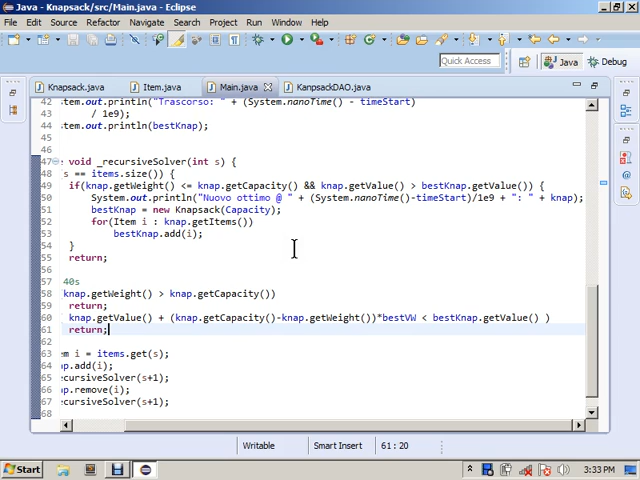 Java - Knapsack/src/Main.java - Eclipse
File Edit Source Refactor Navigate Search Project Run Window Help
Quick Access Java Debug
Knapsack.java Item.java Main.java KanpsackDAO.java
42 tem.out.println("Trascorso: " + (System.nanoTime() - timeStart)
43 / 1e9);
44 tem.out.println(bestKnap);
45
46
47 e void _recursiveSolver(int s) {
48 s == items.size()) {
49 if(knap.getWeight() <= knap.getCapacity() && knap.getValue() > bestKnap.getValue()) {
50 System.out.println("Nuovo ottimo @ " + (System.nanoTime()-timeStart)/1e9 + ": " + knap);
51 bestKnap = new Knapsack(Capacity);
52 for(Item i : knap.getItems())
53 bestKnap.add(i);
54 }
55 return;
56
57 40s
58 knap.getWeight() > knap.getCapacity())
59 return;
60 knap.getValue() + (knap.getCapacity()-knap.getWeight())*bestVW < bestKnap.getValue() )
61 return;
62
63 em i = items.get(s);
64 ap.add(i);
65 ecursiveSolver(s+1);
66 ap.remove(i);
67 ecursiveSolver(s+1);
68
Writable Smart Insert 61 : 20
Start 3:33 PM